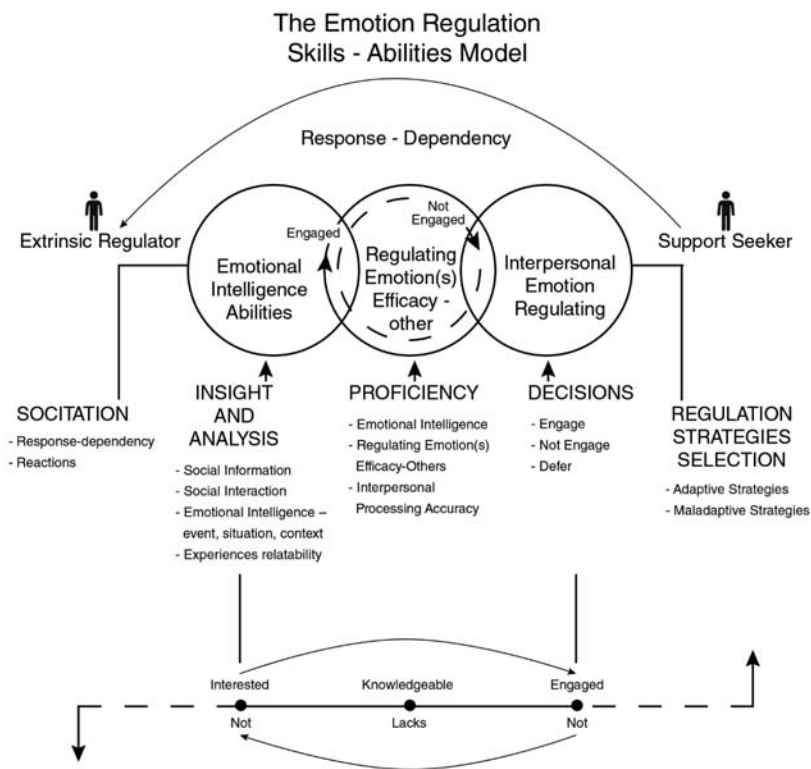 The Emotion Regulation
Skills - Abilities Model
Response - Dependency
Extrinsic Regulator
Support Seeker
Engaged
Not
Engaged
Emotional
Intelligence
Abilities
Regulating
Emotion(s)
Efficacy -
other
Interpersonal
Emotion
Regulating
SOCITATION
- Response-dependency
- Reactions
INSIGHT
AND
ANALYSIS
- Social Information
- Social Interaction
- Emotional Intelligence –
event, situation, context
- Experiences relatability
PROFICIENCY
- Emotional Intelligence
- Regulating Emotion(s)
Efficacy-Others
- Interpersonal
Processing Accuracy
DECISIONS
- Engage
- Not Engage
- Defer
REGULATION
STRATEGIES
SELECTION
- Adaptive Strategies
- Maladaptive Strategies
Interested
Knowledgeable
Engaged
Not
Lacks
Not